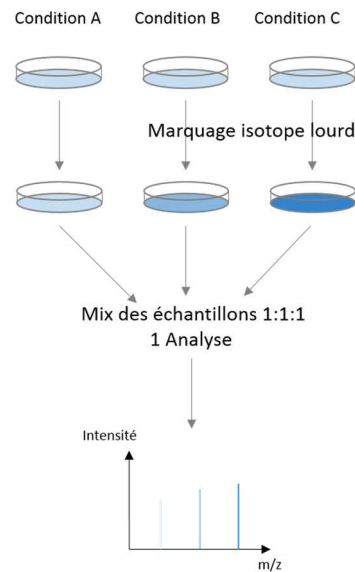 Condition A Condition B Condition C
Marquage isotope lourd
Mix des échantillons 1:1:1
1 Analyse
Intensité
m/z